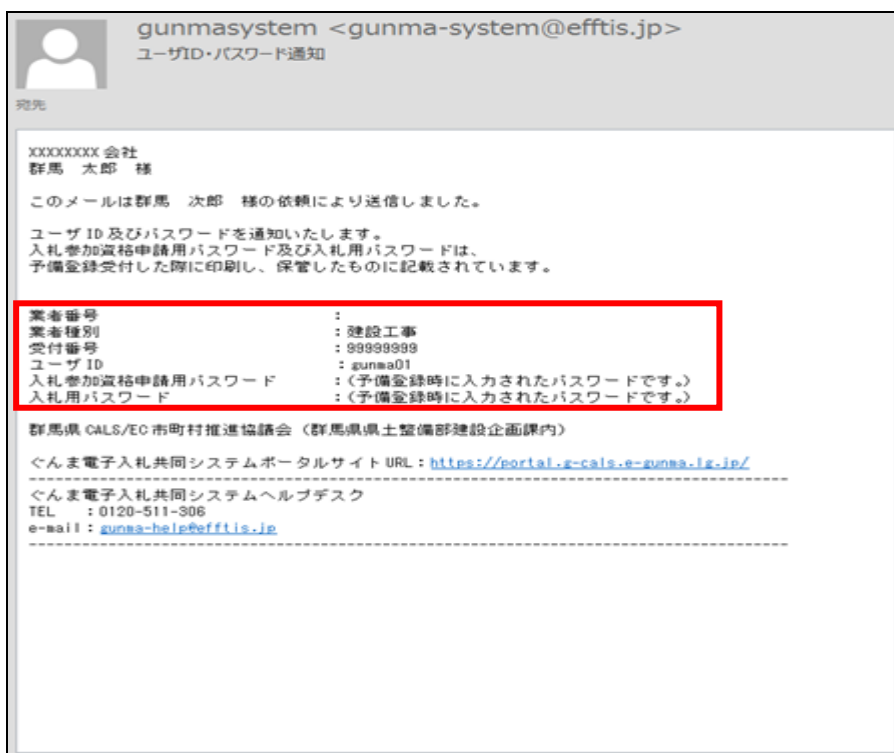 gunmasystem <gunma-system@efftis.jp>
ユーザID・パスワード通知
宛先
XXXXXXXX 会社
群馬　太郎　様
このメールは群馬　次郎　様の依頼により送信しました。
ユーザ ID 及びパスワードを通知いたします。
入札参加資格申請用パスワード及び入札用パスワードは、
予備登録受付した際に印刷し、保管したものに記載されています。
業者番号　：
業者種別　：建設工事
受付番号　：99999999
ユーザ ID　：gunma01
入札参加資格申請用パスワード　：（予備登録時に入力されたパスワードです。）
入札用パスワード　：（予備登録時に入力されたパスワードです。）
群馬県 CALS/EC 市町村推進協議会（群馬県県土整備部建設企画課内）
ぐんま電子入札共同システムポータルサイト URL：https://portal.g-cals.e-gunma.lg.jp/
--------------------------------------------------------------------------------
ぐんま電子入札共同システムヘルプデスク
TEL　：0120-511-306
e-mail：gunma-help@efftis.jp
--------------------------------------------------------------------------------